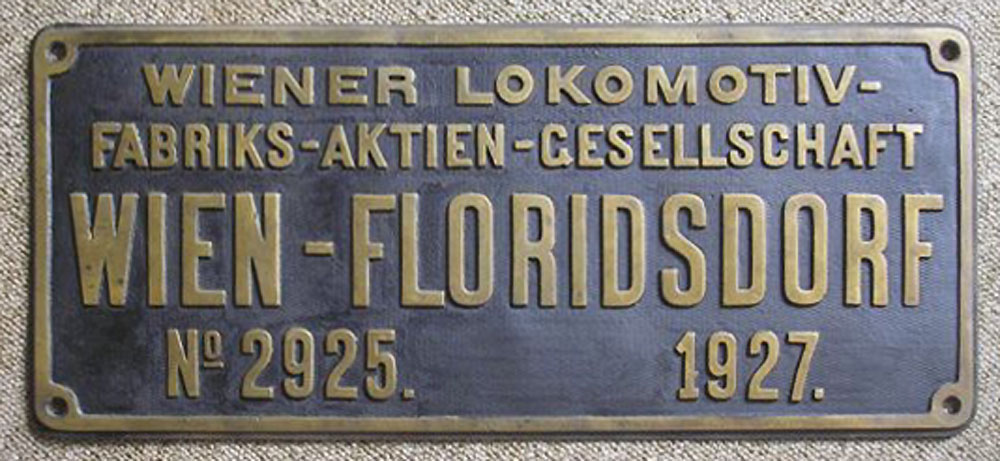 WIENER LOKOMOTIV-
FABRIKS-AKTIEN-GESELLSCHAFT
WIEN-FLORIDSDORF
Nº 2925. 1927.